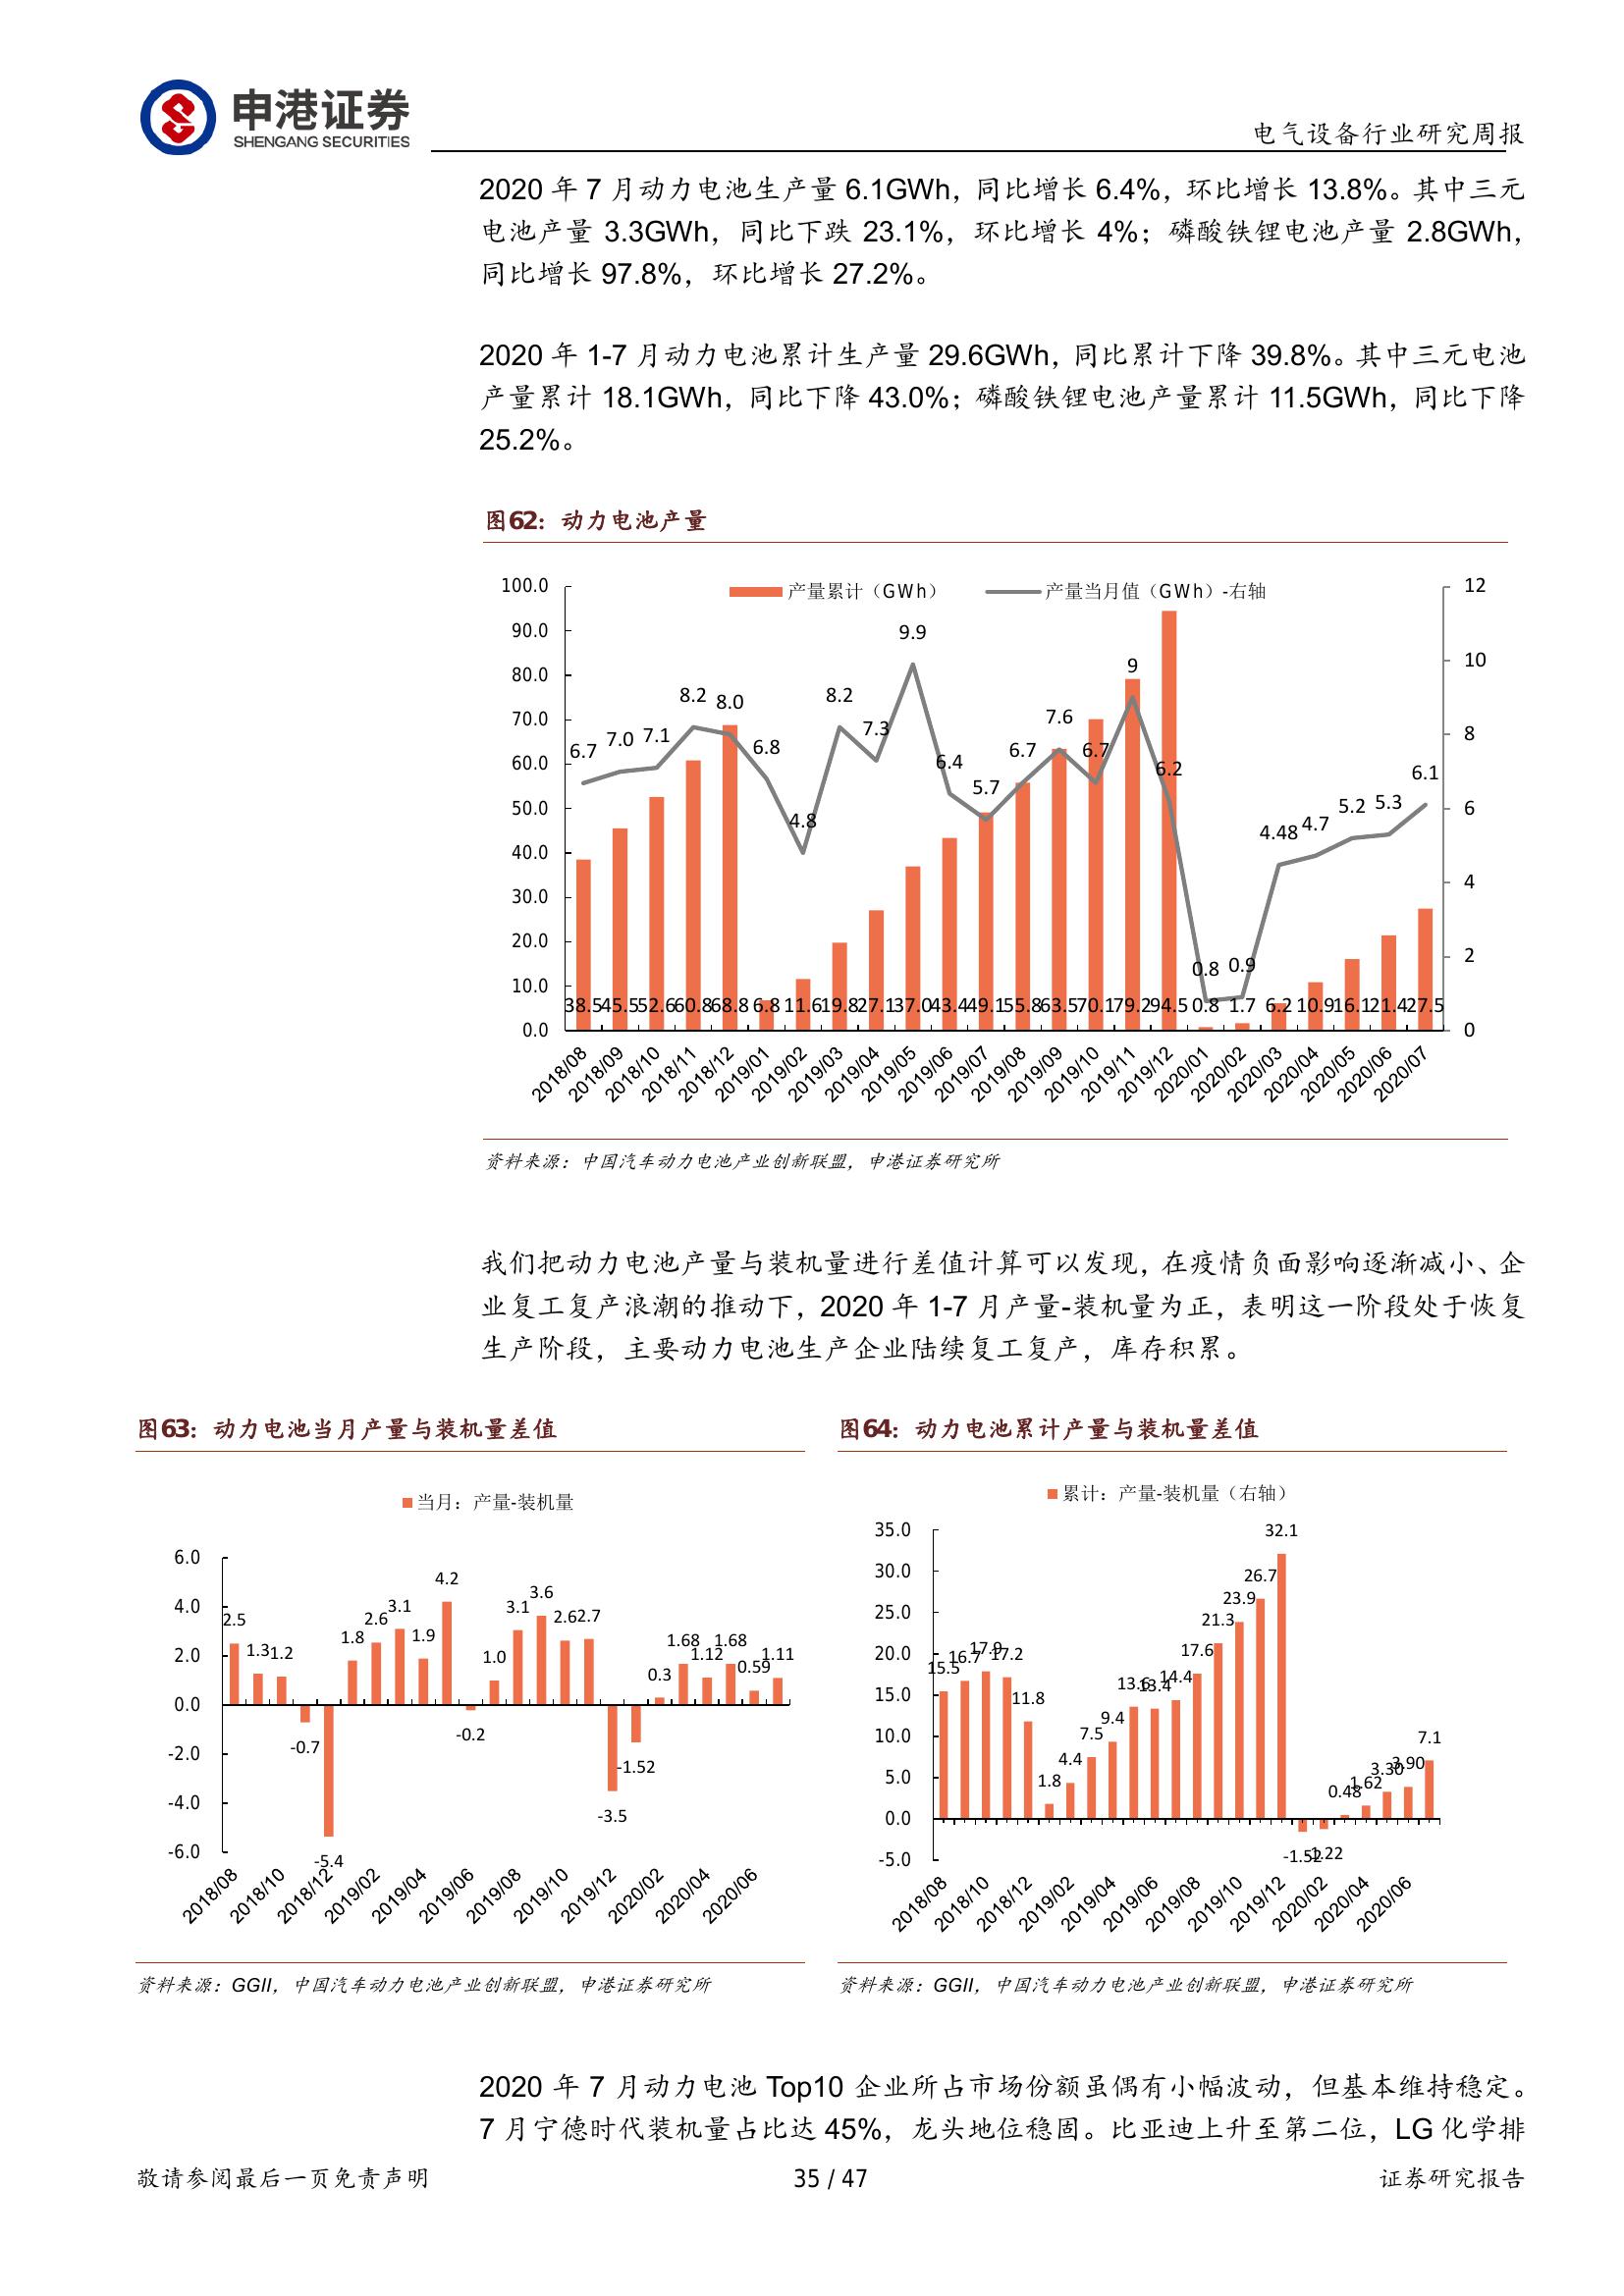 申港证券
SHENGANG SECURITIES
电气设备行业研究周报
2020 年 7 月动力电池生产量 6.1GWh，同比增长 6.4%，环比增长 13.8%。其中三元
电池产量 3.3GWh，同比下跌 23.1%，环比增长 4%；磷酸铁锂电池产量 2.8GWh，
同比增长 97.8%，环比增长 27.2%。
2020 年 1-7 月动力电池累计生产量 29.6GWh，同比累计下降 39.8%。其中三元电池
产量累计 18.1GWh，同比下降 43.0%；磷酸铁锂电池产量累计 11.5GWh，同比下降
25.2%。
图62：动力电池产量
产量累计（GWh） 产量当月值（GWh）-右轴
100.0
90.0
80.0
70.0
60.0
50.0
40.0
30.0
20.0
10.0
0.0
12
10
8
6
4
2
0
6.7 7.0 7.1 8.2 8.0 6.8 4.8 8.2 7.3 9.9 6.4 5.7 6.7 7.6 6.7 9 6.2 0.8 0.9 4.48 4.7 5.2 5.3 6.1
38.5 45.5 52.6 60.8 68.8 6.8 11.6 19.8 27.1 37.0 43.4 49.1 55.8 63.5 70.1 79.2 94.5 0.8 1.7 6.2 10.9 16.1 21.4 27.5
2018/08 2018/09 2018/10 2018/11 2018/12 2019/01 2019/02 2019/03 2019/04 2019/05 2019/06 2019/07 2019/08 2019/09 2019/10 2019/11 2019/12 2020/01 2020/02 2020/03 2020/04 2020/05 2020/06 2020/07
资料来源：中国汽车动力电池产业创新联盟，申港证券研究所
我们把动力电池产量与装机量进行差值计算可以发现，在疫情负面影响逐渐减小、企
业复工复产浪潮的推动下，2020 年 1-7 月产量-装机量为正，表明这一阶段处于恢复
生产阶段，主要动力电池生产企业陆续复工复产，库存积累。
图63：动力电池当月产量与装机量差值
当月：产量-装机量
6.0
4.0
2.0
0.0
-2.0
-4.0
-6.0
2.5 1.3 1.2 -0.7 -5.4 1.8 2.6 3.1 1.9 4.2 -0.2 1.0 3.1 3.6 2.6 2.7 -3.5 -1.52 0.3 1.68 1.12 1.68 0.59 1.11
2018/08 2018/10 2018/12 2019/02 2019/04 2019/06 2019/08 2019/10 2019/12 2020/02 2020/04 2020/06
资料来源：GGII，中国汽车动力电池产业创新联盟，申港证券研究所
图64：动力电池累计产量与装机量差值
累计：产量-装机量（右轴）
35.0
30.0
25.0
20.0
15.0
10.0
5.0
0.0
-5.0
15.5 16.7 17.9 17.2 11.8 1.8 4.4 7.5 9.4 13.6 13.4 14.4 17.6 21.3 23.9 26.7 32.1 -1.52 -1.22 0.48 1.62 3.30 3.90 7.1
2018/08 2018/10 2018/12 2019/02 2019/04 2019/06 2019/08 2019/10 2019/12 2020/02 2020/04 2020/06
资料来源：GGII，中国汽车动力电池产业创新联盟，申港证券研究所
2020 年 7 月动力电池 Top10 企业所占市场份额虽偶有小幅波动，但基本维持稳定。
7 月宁德时代装机量占比达 45%，龙头地位稳固。比亚迪上升至第二位，LG 化学排
敬请参阅最后一页免责声明
35 / 47
证券研究报告